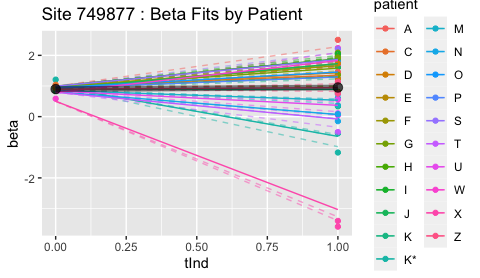 Site 749877 : Beta Fits by Patient
patient
A
C
D
E
F
G
H
I
J
K
K*
M
N
O
P
S
T
U
W
X
Z
beta
2
0
-2
0.00
0.25
0.50
0.75
1.00
tInd